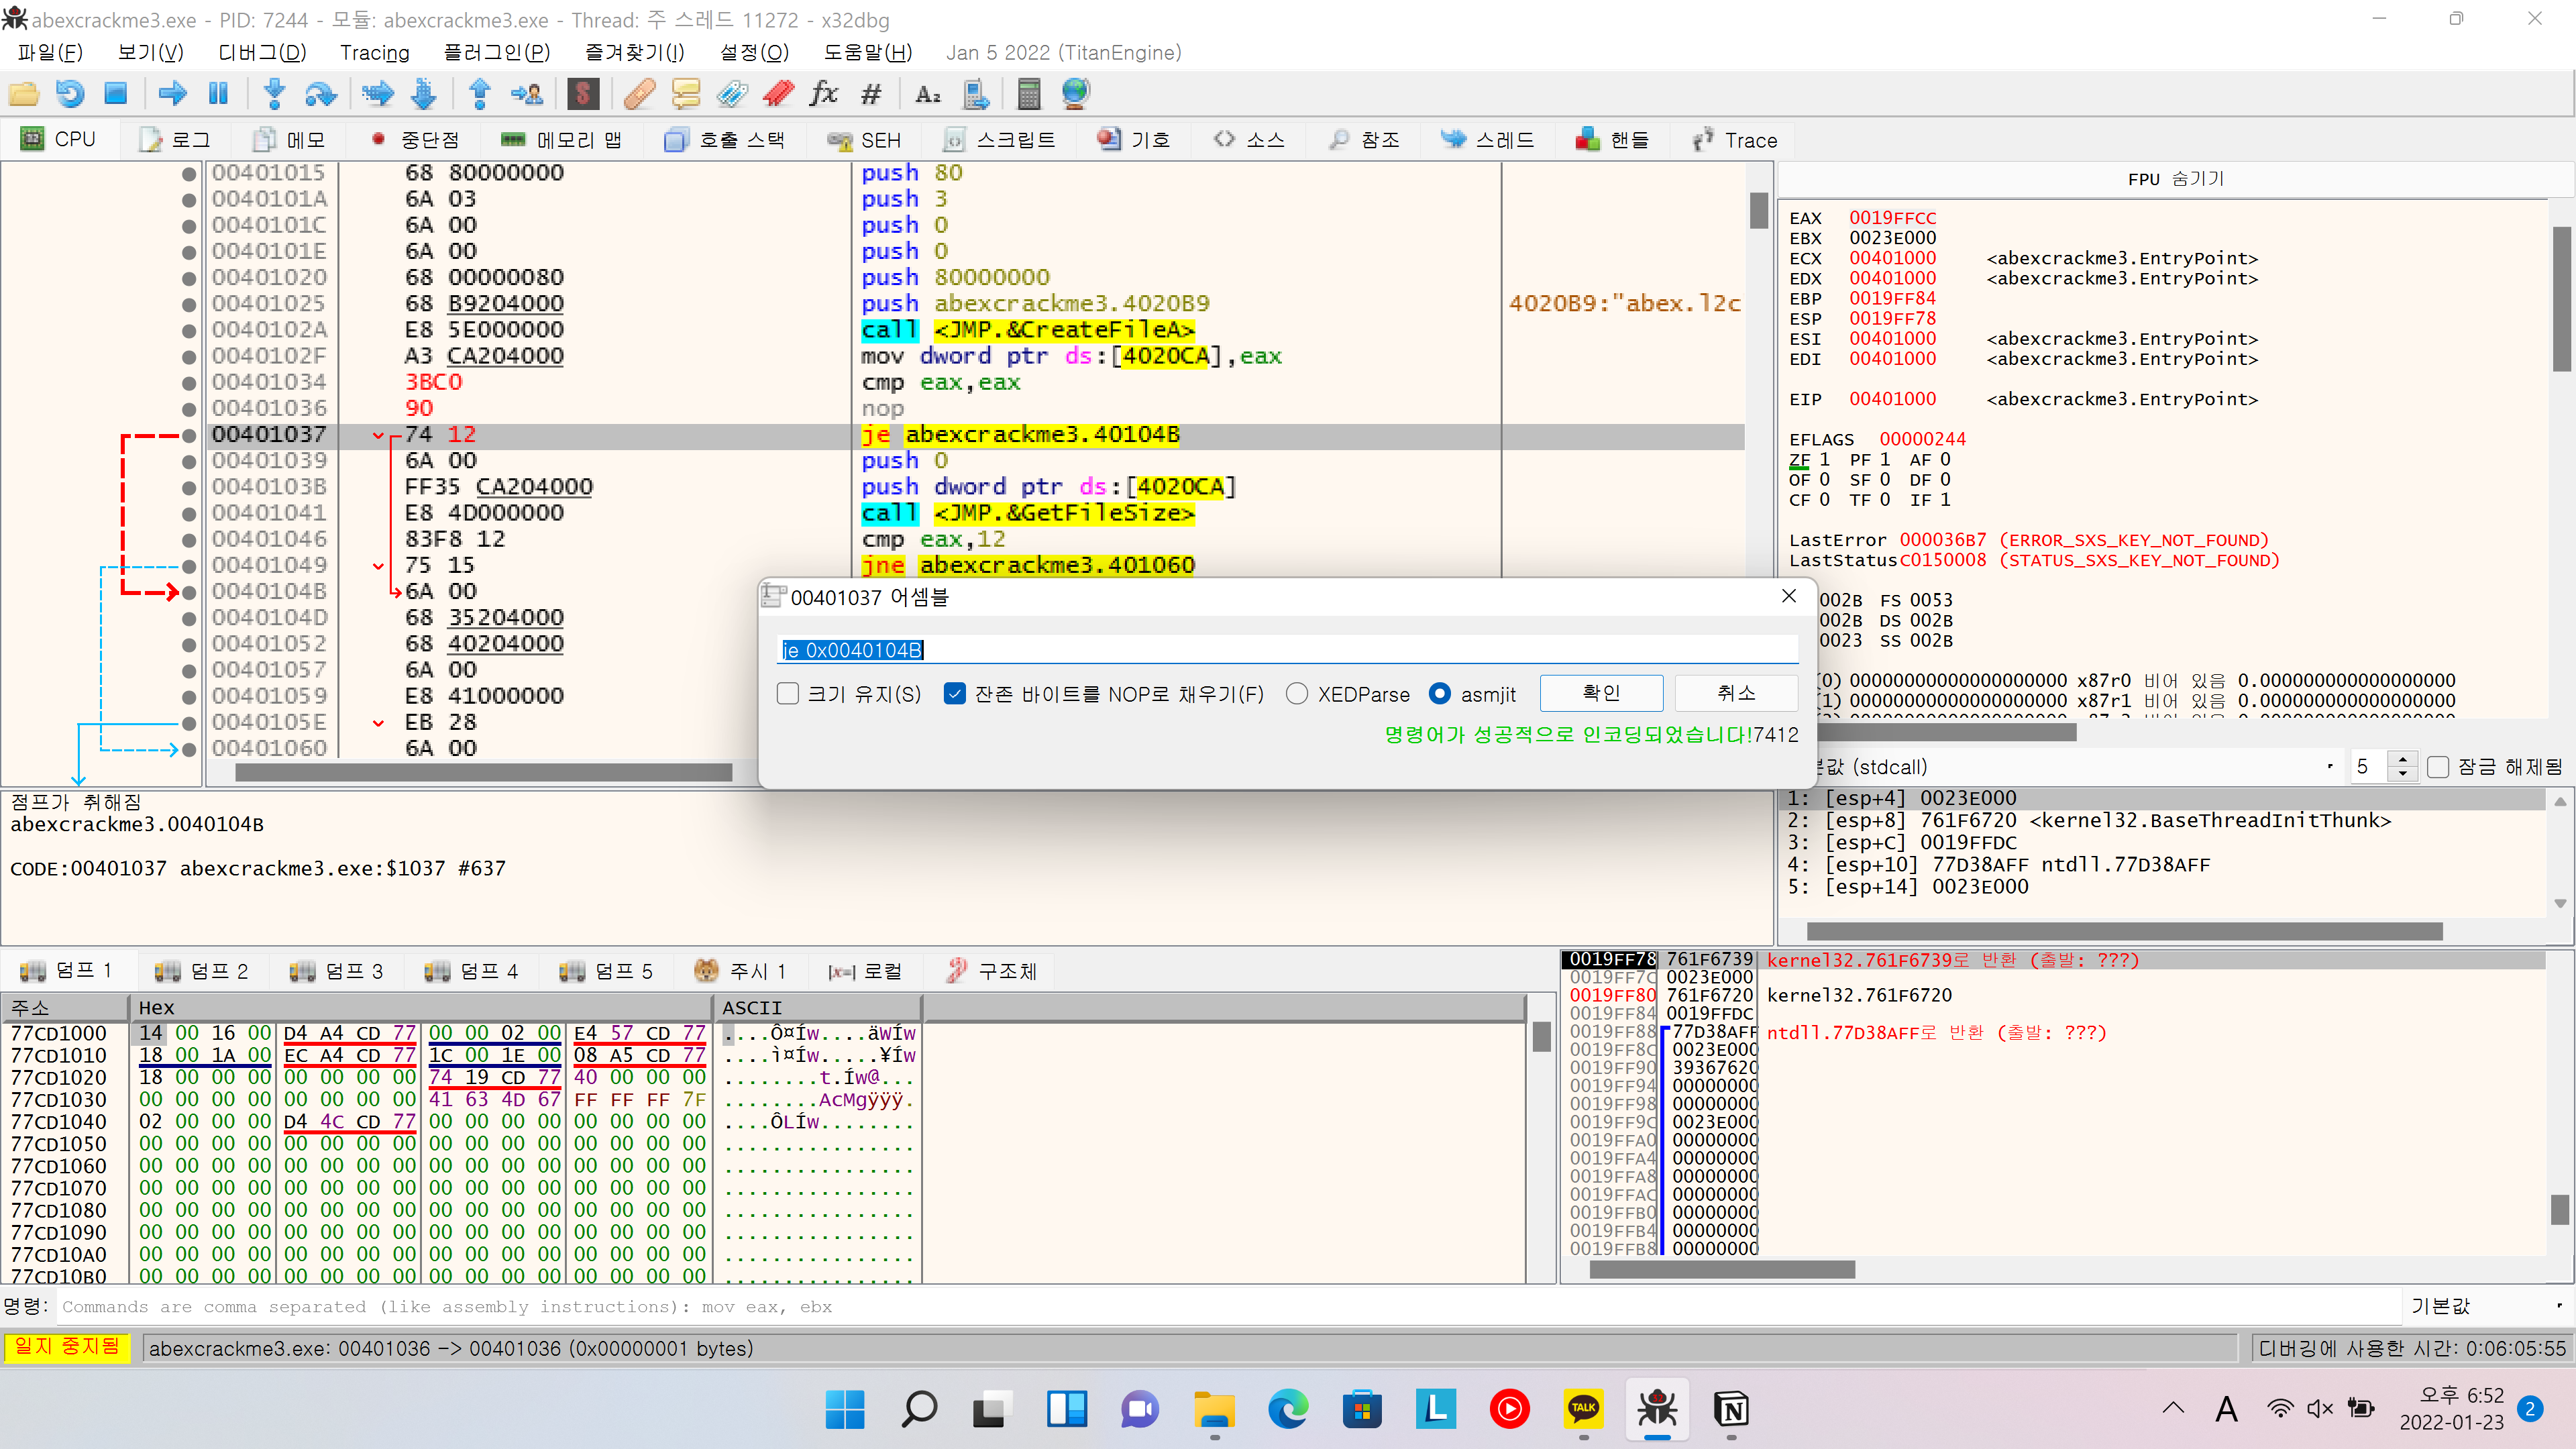 abexcrackme3.exe - PID: 7244 - 모듈: abexcrackme3.exe - Thread: 주 스레드 11272 - x32dbg
파일(F) 보기(V) 디버그(D) Tracing 플러그인(P) 즐겨찾기(I) 설정(O) 도움말(H) Jan 5 2022 (TitanEngine)
CPU 로그 메모 중단점 메모리 맵 호출 스택 SEH 스크립트 기호 소스 참조 스레드 핸들 Trace
00401015 68 80000000 push 80
0040101A 6A 03 push 3
0040101C 6A 00 push 0
0040101E 6A 00 push 0
00401020 68 00000080 push 80000000
00401025 68 B9204000 push abexcrackme3.4020B9 4020B9:"abex.l2c
0040102A E8 5E000000 call <JMP.&CreateFileA>
0040102F A3 CA204000 mov dword ptr ds:[4020CA],eax
00401034 3BC0 cmp eax,eax
00401036 90 nop
00401037 74 12 je abexcrackme3.40104B
00401039 6A 00 push 0
0040103B FF35 CA204000 push dword ptr ds:[4020CA]
00401041 E8 4D000000 call <JMP.&GetFileSize>
00401046 83F8 12 cmp eax,12
00401049 75 15 jne abexcrackme3.401060
0040104B 6A 00
0040104D 68 35204000
00401052 68 40204000
00401057 6A 00
00401059 E8 41000000
0040105E EB 28
00401060 6A 00
FPU 숨기기
EAX 0019FFCC
EBX 0023E000
ECX 00401000 <abexcrackme3.EntryPoint>
EDX 00401000 <abexcrackme3.EntryPoint>
EBP 0019FF84
ESP 0019FF78
ESI 00401000 <abexcrackme3.EntryPoint>
EDI 00401000 <abexcrackme3.EntryPoint>
EIP 00401000 <abexcrackme3.EntryPoint>
EFLAGS 00000244
ZF 1 PF 1 AF 0
OF 0 SF 0 DF 0
CF 0 TF 0 IF 1
LastError 000036B7 (ERROR_SXS_KEY_NOT_FOUND)
LastStatus C0150008 (STATUS_SXS_KEY_NOT_FOUND)
002B FS 0053
002B DS 002B
0023 SS 002B
(0) 00000000000000000000 x87r0 비어 있음 0.000000000000000000
(1) 00000000000000000000 x87r1 비어 있음 0.000000000000000000
00401037 어셈블
je 0x0040104B
크기 유지(S) 잔존 바이트를 NOP로 채우기(F) XEDParse asmjit 확인 취소
명령어가 성공적으로 인코딩되었습니다!7412
본값 (stdcall) 5 잠금 해제됨
1: [esp+4] 0023E000
2: [esp+8] 761F6720 <kernel32.BaseThreadInitThunk>
3: [esp+C] 0019FFDC
4: [esp+10] 77D38AFF ntdll.77D38AFF
5: [esp+14] 0023E000
점프가 취해짐
abexcrackme3.0040104B
CODE:00401037 abexcrackme3.exe:$1037 #637
덤프 1 덤프 2 덤프 3 덤프 4 덤프 5 주시 1 [x=] 로컬 구조체
주소 Hex ASCII
77CD1000 14 00 16 00 D4 A4 CD 77 00 00 02 00 E4 57 CD 77 ....Ô¤Íw....äWÍw
77CD1010 18 00 1A 00 EC A4 CD 77 1C 00 1E 00 08 A5 CD 77 ....ì¤Íw.....¥Íw
77CD1020 18 00 00 00 00 00 00 00 74 19 CD 77 40 00 00 00 ........t.Íw@...
77CD1030 00 00 00 00 00 00 00 00 41 63 4D 67 FF FF FF 7F ........AcMgÿÿÿ.
77CD1040 02 00 00 00 D4 4C CD 77 00 00 00 00 00 00 00 00 ....ÔLÍw........
77CD1050 00 00 00 00 00 00 00 00 00 00 00 00 00 00 00 00 ................
77CD1060 00 00 00 00 00 00 00 00 00 00 00 00 00 00 00 00 ................
77CD1070 00 00 00 00 00 00 00 00 00 00 00 00 00 00 00 00 ................
77CD1080 00 00 00 00 00 00 00 00 00 00 00 00 00 00 00 00 ................
77CD1090 00 00 00 00 00 00 00 00 00 00 00 00 00 00 00 00 ................
77CD10A0 00 00 00 00 00 00 00 00 00 00 00 00 00 00 00 00 ................
77CD10B0 00 00 00 00 00 00 00 00 00 00 00 00 00 00 00 00 ................
0019FF78 761F6739 kernel32.761F6739로 반환 (출발: ???)
0019FF7C 0023E000
0019FF80 761F6720 kernel32.761F6720
0019FF84 0019FFDC
0019FF88 77D38AFF ntdll.77D38AFF로 반환 (출발: ???)
0019FF8C 0023E000
0019FF90 39367620
0019FF94 00000000
0019FF98 00000000
0019FF9C 0023E000
0019FFA0 00000000
0019FFA4 00000000
0019FFA8 00000000
0019FFAC 00000000
0019FFB0 00000000
0019FFB4 00000000
0019FFB8 00000000
명령: Commands are comma separated (like assembly instructions): mov eax, ebx 기본값
일지 중지됨 abexcrackme3.exe: 00401036 -> 00401036 (0x00000001 bytes) 디버깅에 사용한 시간: 0:06:05:55
TALK A 오후 6:52
2022-01-23 2